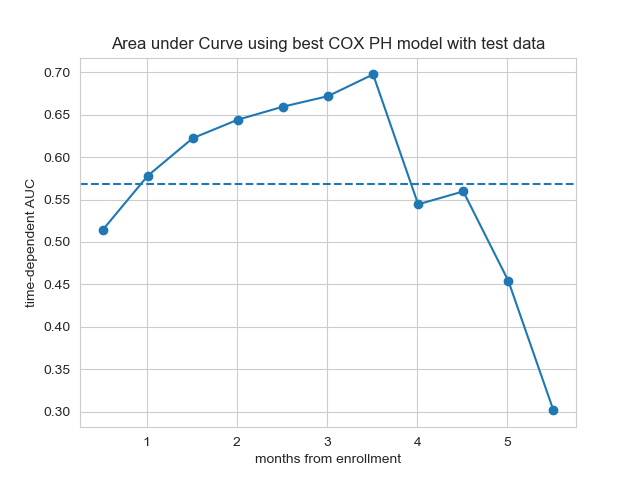 Area under Curve using best COX PH model with test data
0.70
0.65
0.60
0.55
0.50
0.45
0.40
0.35
0.30
time-dependent AUC
1 2 3 4 5
months from enrollment